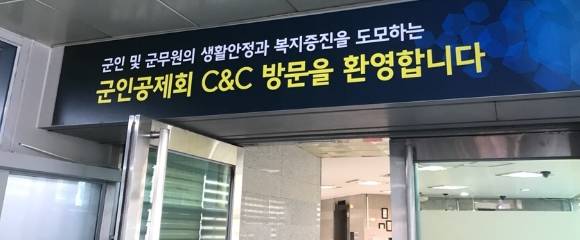 군인 및 군무원의 생활안정과 복지증진을 도모하는
군인공제회 C&C 방문을 환영합니다